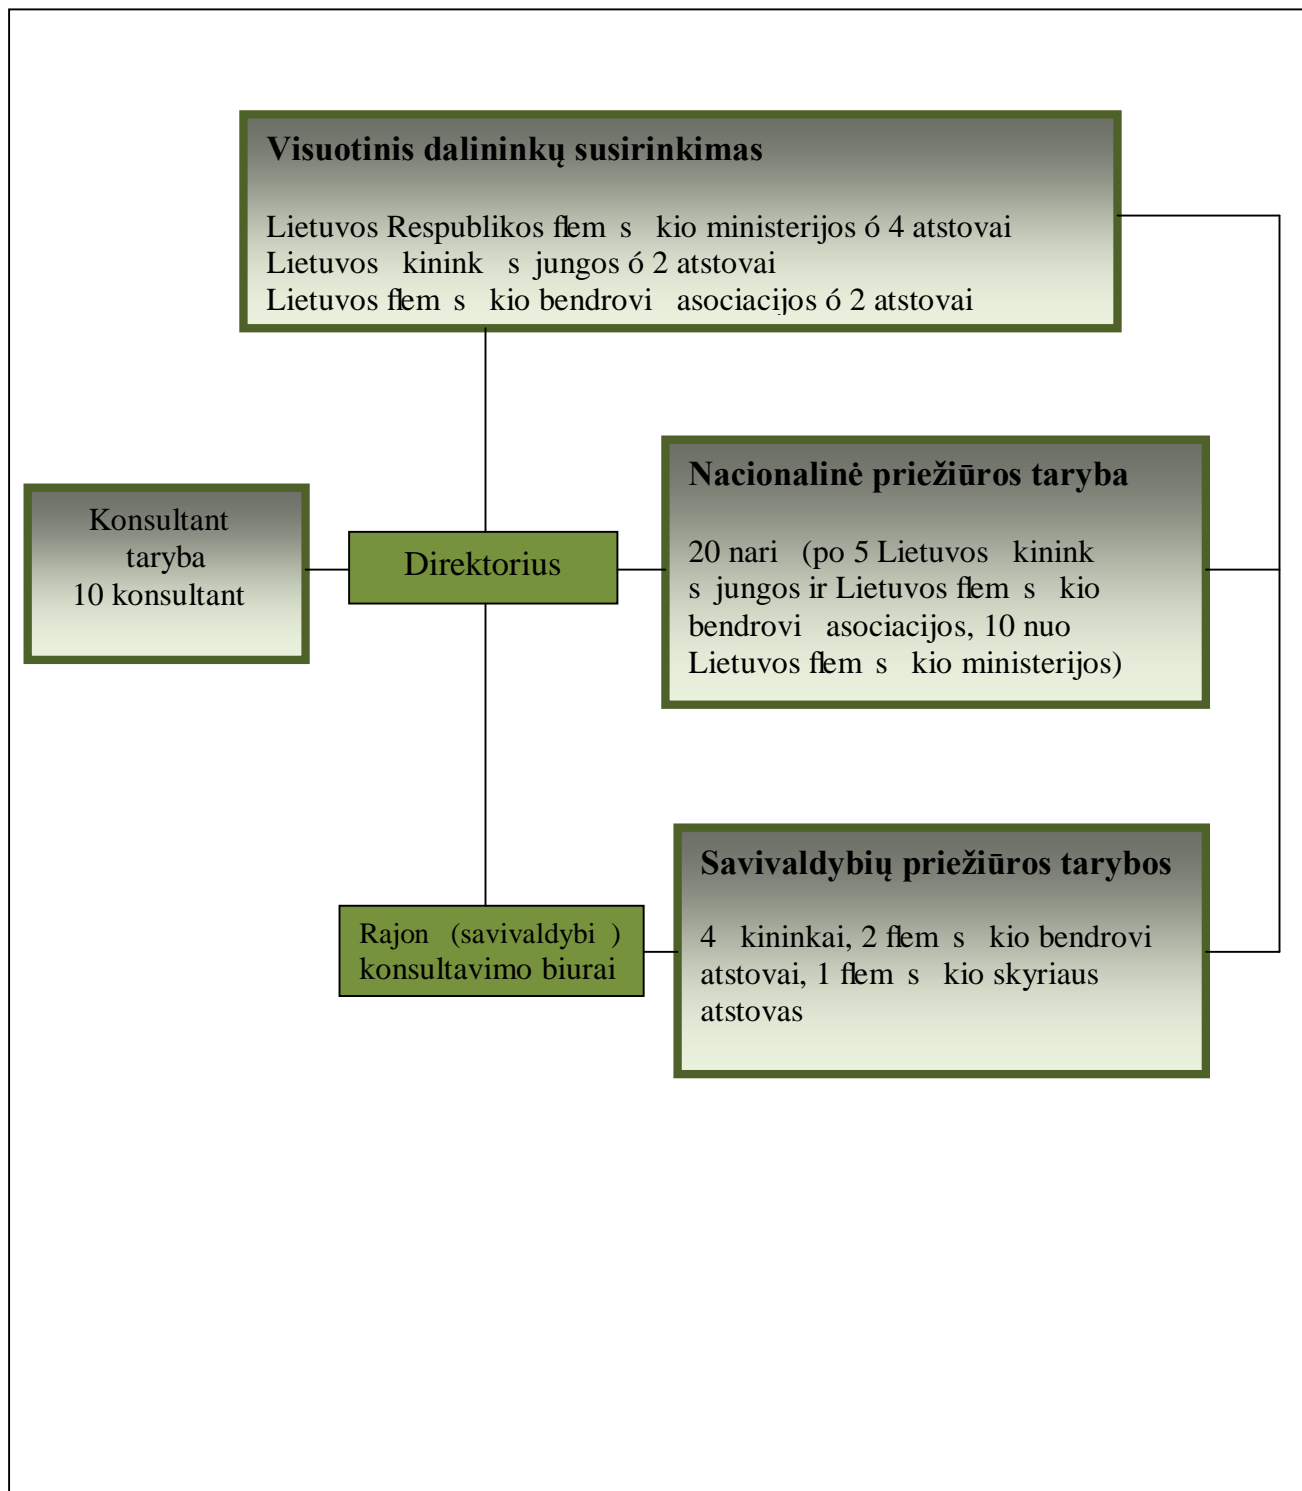 Visuotinis dalininkų susirinkimas
Lietuvos Respublikos flem s kio ministerijos ó 4 atstovai
Lietuvos kinink s jungos ó 2 atstovai
Lietuvos flem s kio bendrovi asociacijos ó 2 atstovai
Nacionalinė priežiūros taryba
20 nari (po 5 Lietuvos kinink
s jungos ir Lietuvos flem s kio
bendrovi asociacijos, 10 nuo
Lietuvos flem s kio ministerijos)
Konsultant
taryba
10 konsultant
Direktorius
Savivaldybių priežiūros tarybos
4 kininkai, 2 flem s kio bendrovi
atstovai, 1 flem s kio skyriaus
atstovas
Rajon (savivaldybi )
konsultavimo biurai